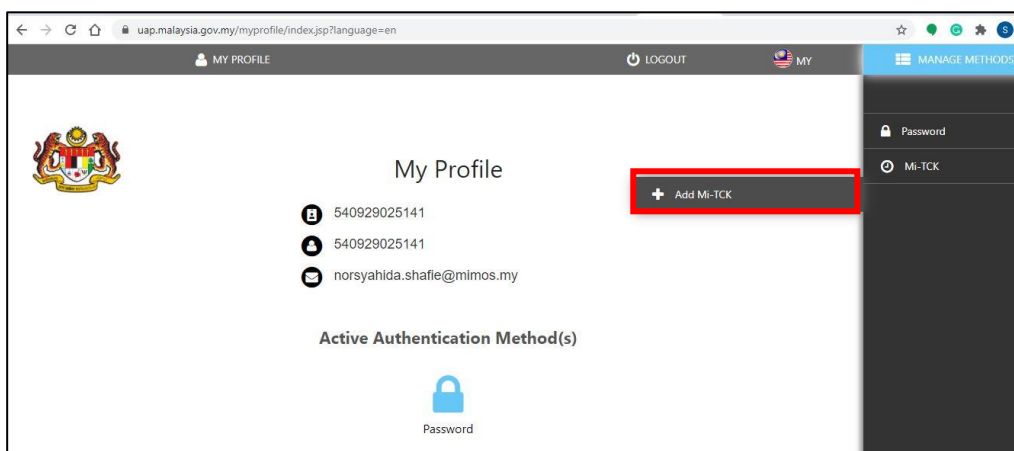 uap.malaysia.gov.my/myprofile/index.jsp?language=en
S
MY PROFILE
LOGOUT
MY
MANAGE METHODS
Password
Mi-TCK
My Profile
Add Mi-TCK
540929025141
540929025141
norsyahida.shafie@mimos.my
Active Authentication Method(s)
Password